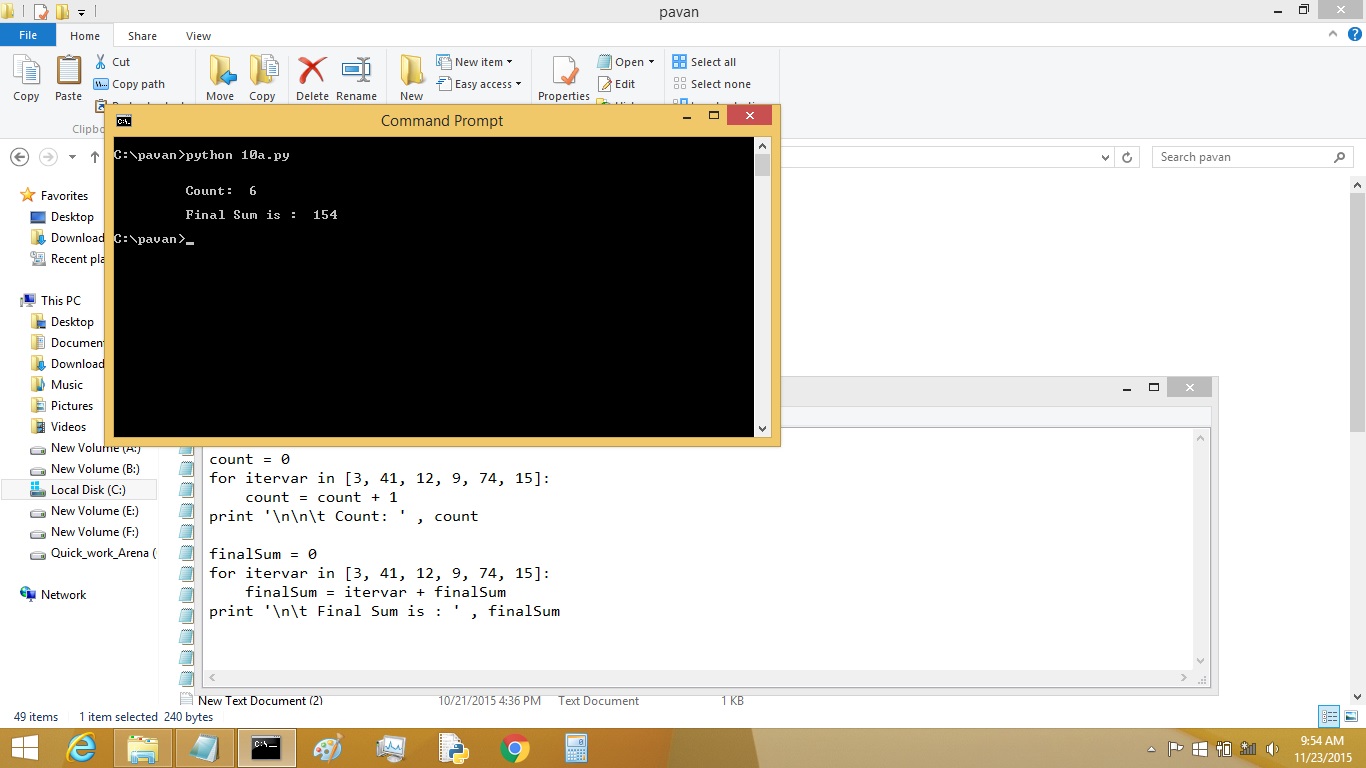 pavan
File Home Share View
Copy
Paste
Cut
Copy path
Move
Copy
Delete
Rename
New
New item
Easy access
Properties
Open
Edit
Select all
Select none
Search pavan
Favorites
Desktop
Download
Recent pla
This PC
Desktop
Documen
Download
Music
Pictures
Videos
New Volume (A:)
New Volume (B:)
Local Disk (C:)
New Volume (E:)
New Volume (F:)
Quick_work_Arena (
Network
Command Prompt
C:\pavan>python 10a.py
Count: 6
Final Sum is : 154
C:\pavan>_
count = 0
for itervar in [3, 41, 12, 9, 74, 15]:
count = count + 1
print '\n\n\t Count: ' , count
finalSum = 0
for itervar in [3, 41, 12, 9, 74, 15]:
finalSum = itervar + finalSum
print '\n\t Final Sum is : ' , finalSum
New Text Document (2) 10/21/2015 4:36 PM Text Document 1 KB
49 items 1 item selected 240 bytes
9:54 AM
11/23/2015